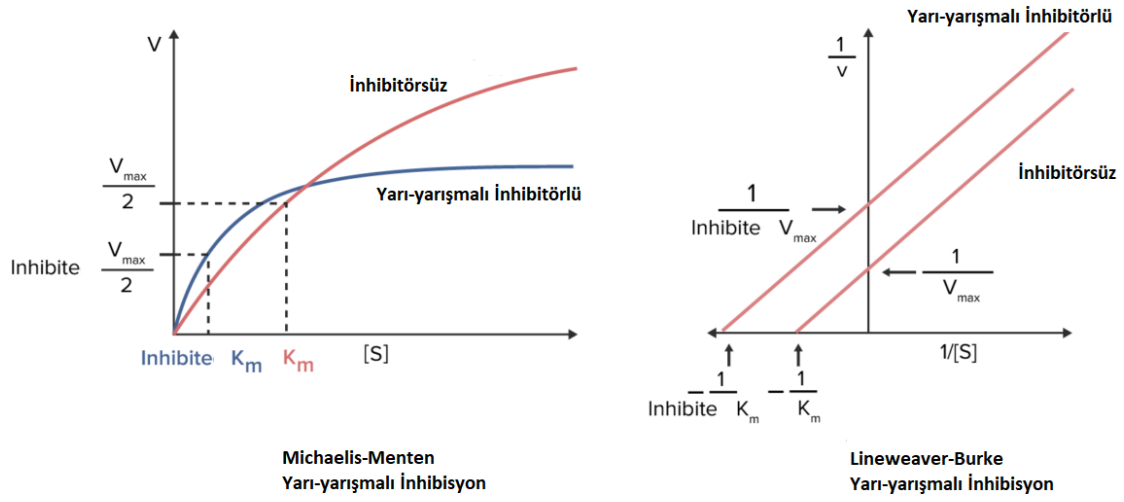 V
İnhibitörsüz
Yarı-yarışmalı İnhibitörlü
Vmax
2
Inhibite Vmax
2
Inhibite Km Km [S]
Michaelis-Menten
Yarı-yarışmalı İnhibisyon
Yarı-yarışmalı İnhibitörlü
1
v
İnhibitörsüz
1
Inhibite Vmax
1
Vmax
1/[S]
- 1
Inhibite Km
- 1
Km
Lineweaver-Burke
Yarı-yarışmalı İnhibisyon